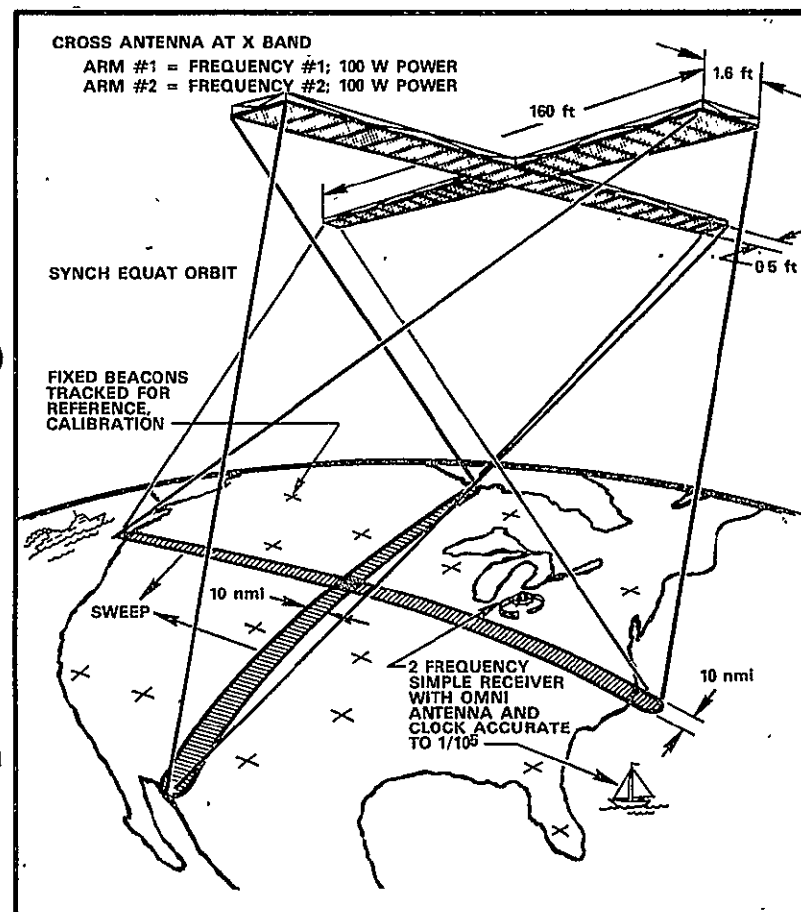 CROSS ANTENNA AT X BAND
ARM #1 = FREQUENCY #1; 100 W POWER
ARM #2 = FREQUENCY #2; 100 W POWER
1.6 ft
160 ft
05 ft
SYNCH EQUAT ORBIT
FIXED BEACONS
TRACKED FOR
REFERENCE,
CALIBRATION
SWEEP
10 nmi
2 FREQUENCY
SIMPLE RECEIVER
WITH OMNI
ANTENNA AND
CLOCK ACCURATE
TO 1/10⁵
10 nmi